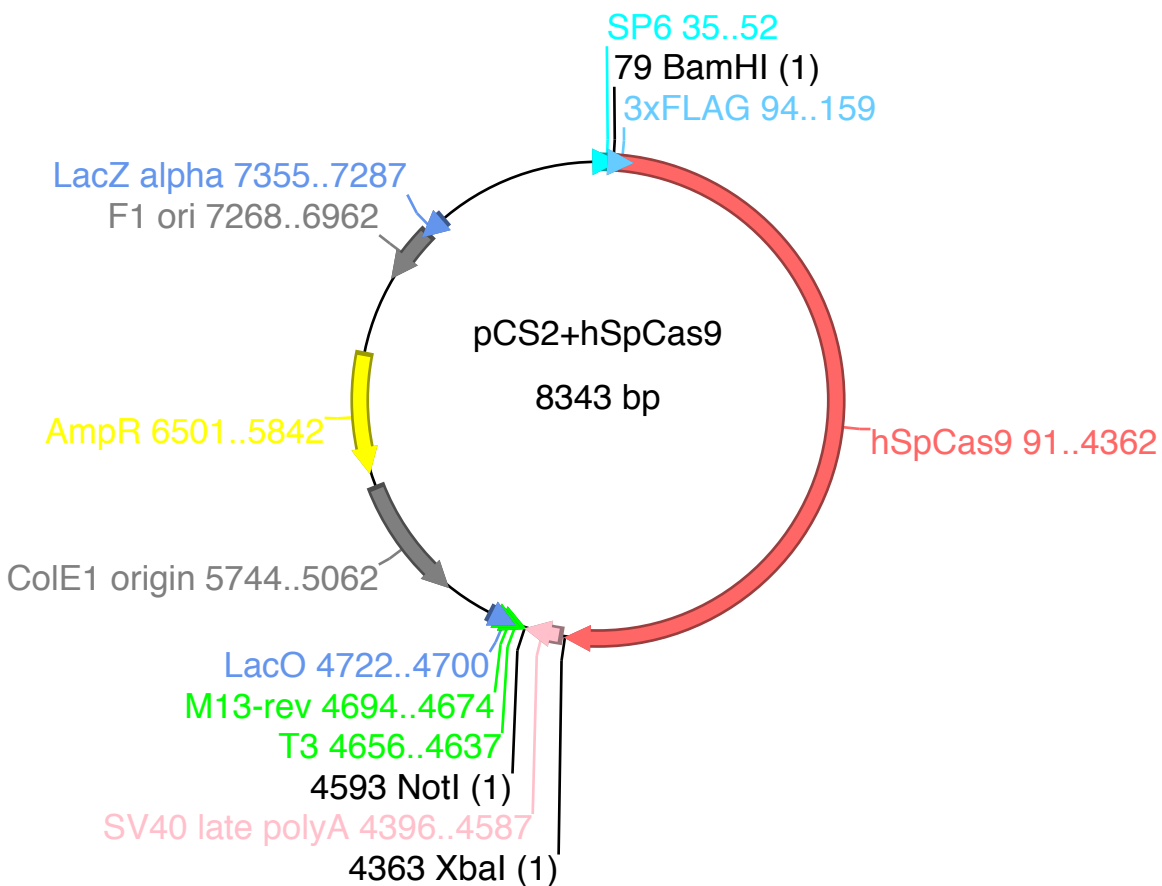 SP6 35..52
79 BamHI (1)
3xFLAG 94..159
LacZ alpha 7355..7287
F1 ori 7268..6962
pCS2+hSpCas9
8343 bp
AmpR 6501..5842
hSpCas9 91..4362
ColE1 origin 5744..5062
LacO 4722..4700
M13-rev 4694..4674
T3 4656..4637
4593 NotI (1)
SV40 late polyA 4396..4587
4363 XbaI (1)